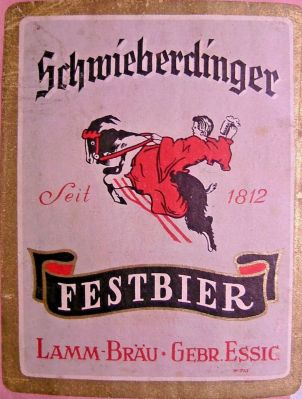 Schwieberdinger
Seit 1812
FESTBIER
LAMM-BRÄU · GEBR. ESSIG